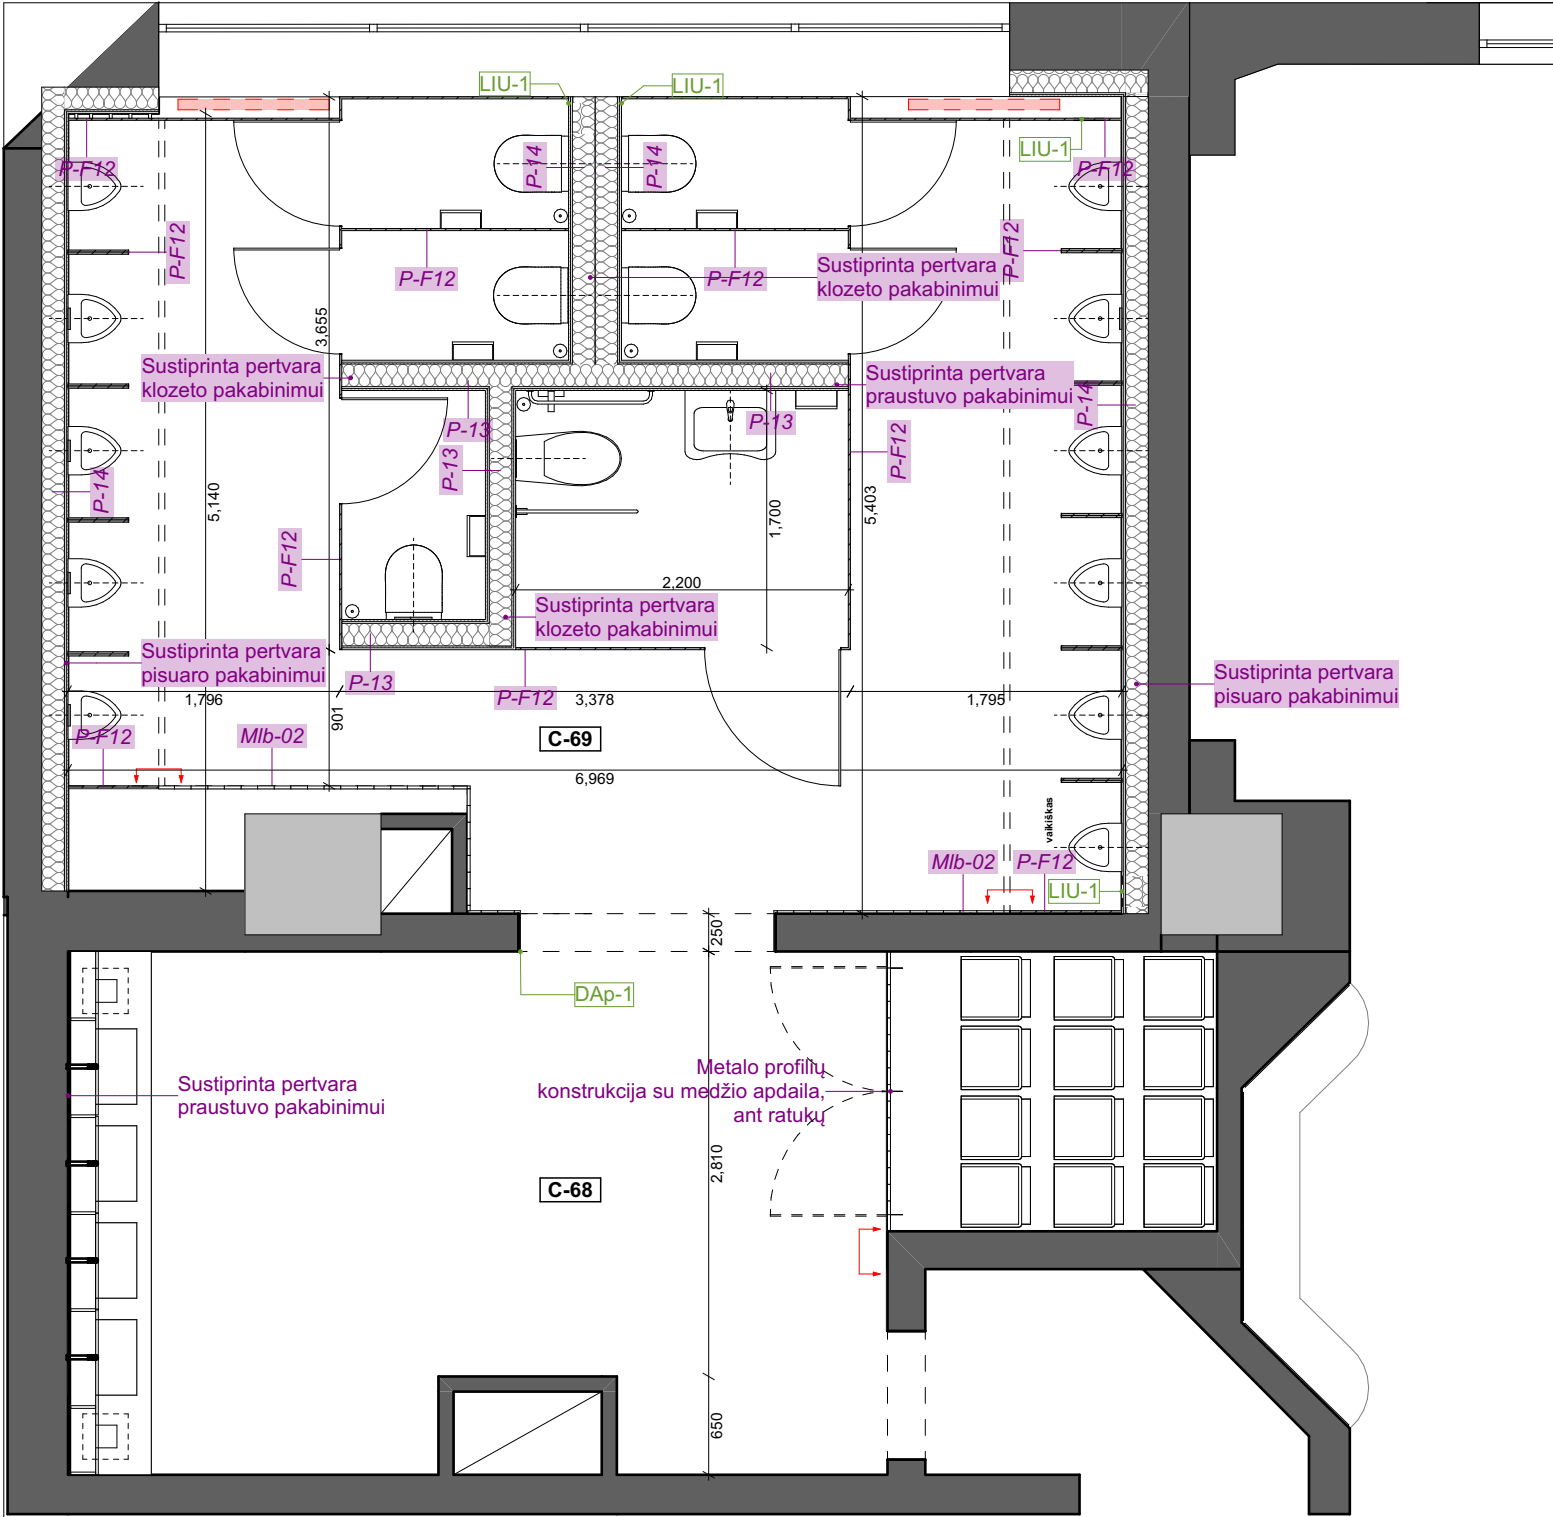 LIU-1
LIU-1
LIU-1
P-F12
P-14
P-14
P-F12
P-F12
P-F12
P-F12
P-F12
Sustiprinta pertvara
klozeto pakabinimui
3,655
Sustiprinta pertvara
klozeto pakabinimui
Sustiprinta pertvara
praustuvo pakabinimui
P-13
P-13
P-14
P-13
P-F12
P-14
5,140
1,700
5,403
P-F12
2,200
Sustiprinta pertvara
klozeto pakabinimui
Sustiprinta pertvara
pisuaro pakabinimui
P-13
P-F12
Sustiprinta pertvara
pisuaro pakabinimui
1,796
3,378
1,795
901
P-F12
Mlb-02
C-69
6,969
vaikiškas
Mlb-02
P-F12
LIU-1
250
DAp-1
Sustiprinta pertvara
praustuvo pakabinimui
Metalo profilių
konstrukcija su medžio apdaila,
ant ratukų
2,810
C-68
650